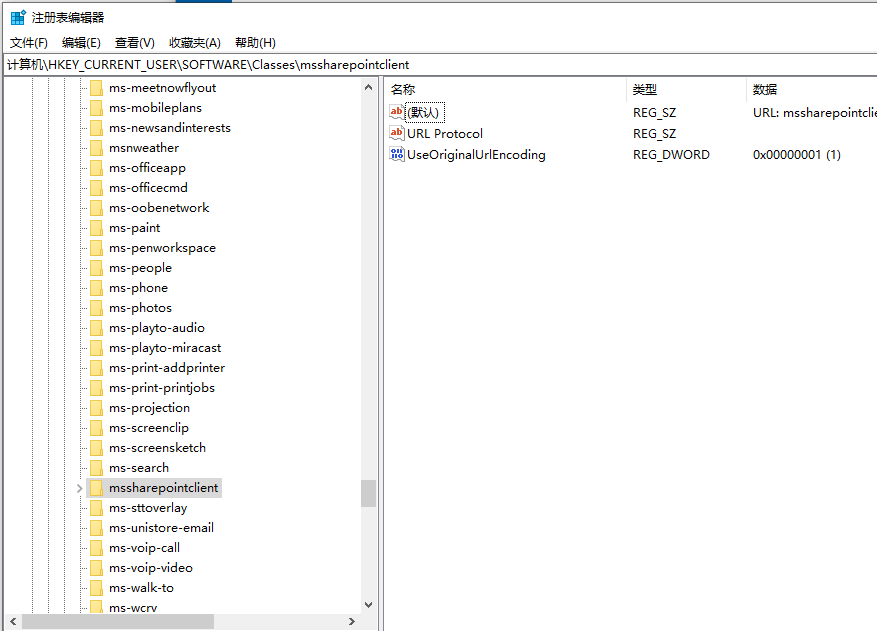 注册表编辑器
文件(F) 编辑(E) 查看(V) 收藏夹(A) 帮助(H)
计算机\HKEY_CURRENT_USER\SOFTWARE\Classes\mssharepointclient
ms-meetnowflyout
ms-mobileplans
ms-newsandinterests
msnweather
ms-officeapp
ms-officecmd
ms-oobenetwork
ms-paint
ms-penworkspace
ms-people
ms-phone
ms-photos
ms-playto-audio
ms-playto-miracast
ms-print-addprinter
ms-print-printjobs
ms-projection
ms-screenclip
ms-screensketch
ms-search
mssharepointclient
ms-sttoverlay
ms-unistore-email
ms-voip-call
ms-voip-video
ms-walk-to
ms-wcrv
名称 类型 数据
(默认) REG_SZ URL: mssharepointclie
URL Protocol REG_SZ
UseOriginalUrlEncoding REG_DWORD 0x00000001 (1)